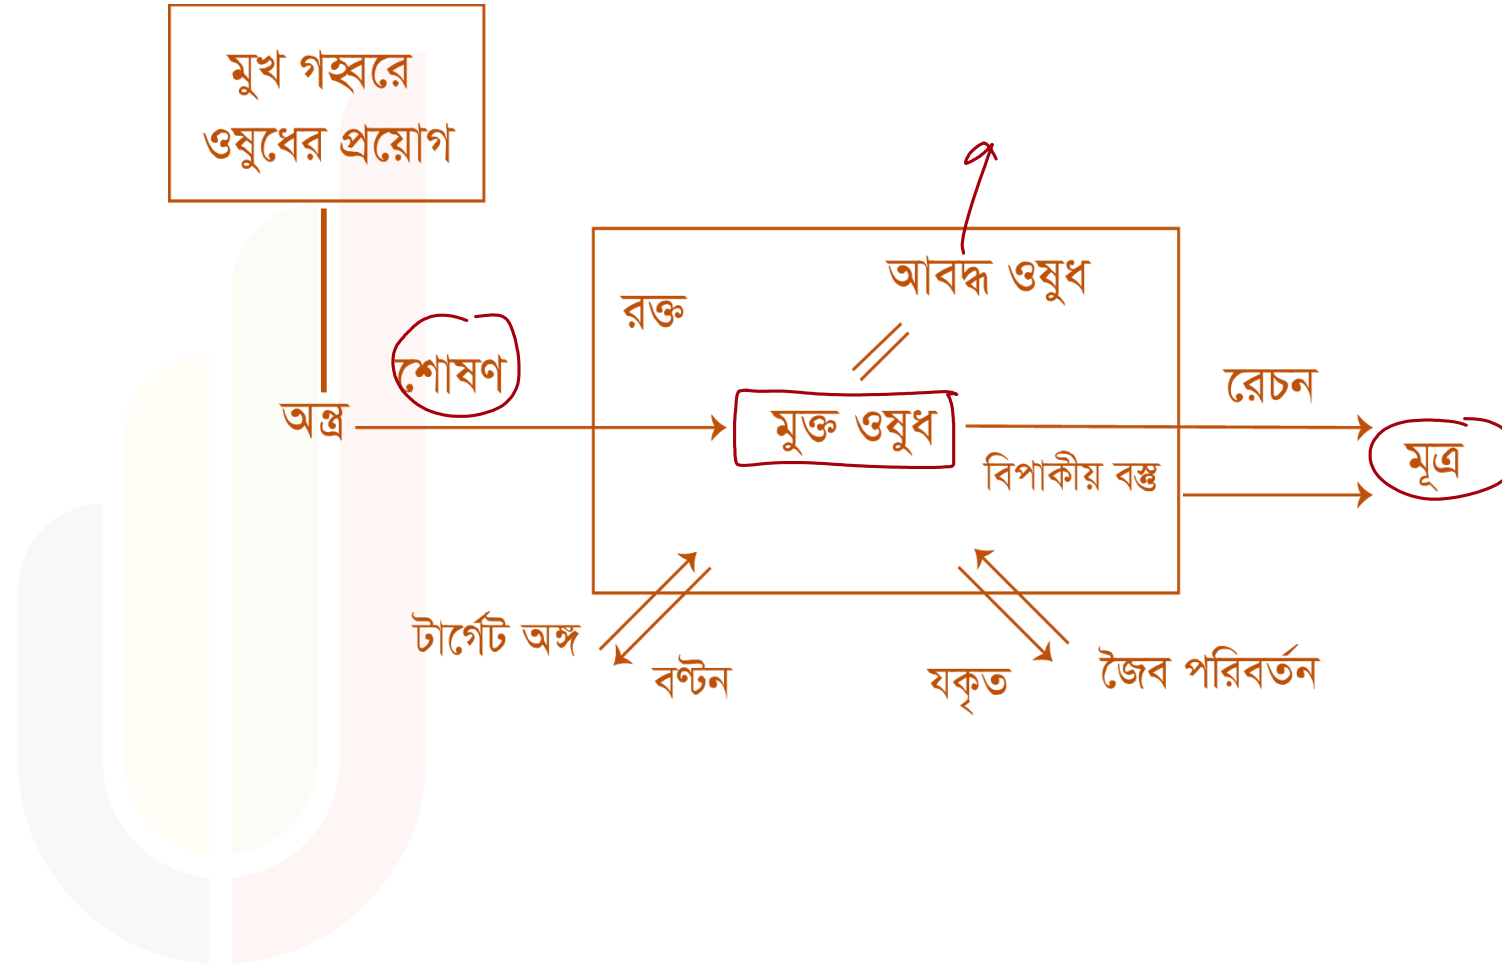 মুখ গহ্বরে
ওষুধের প্রয়োগ
আবদ্ধ ওষুধ
রক্ত
শোষণ
রেচন
অন্ত্র
মুক্ত ওষুধ
মূত্র
বিপাকীয় বস্তু
টার্গেট অঙ্গ
বণ্টন
যকৃত
জৈব পরিবর্তন